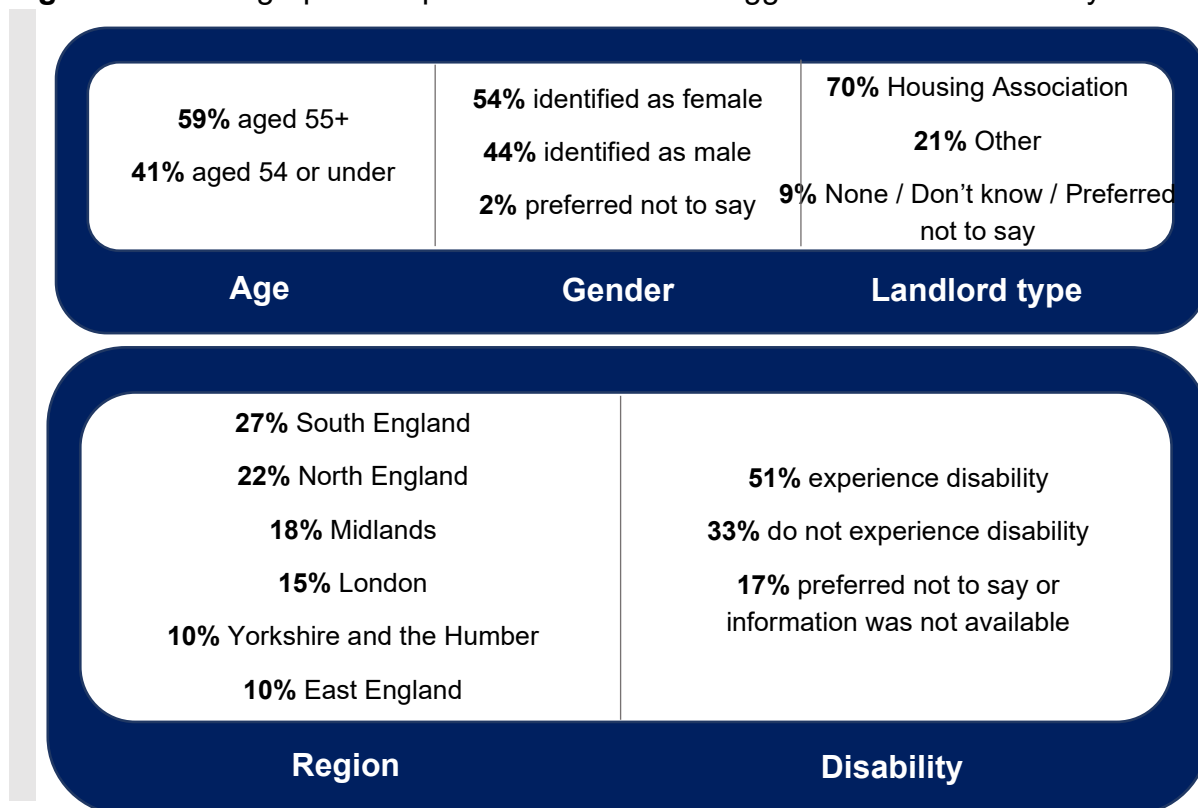 59% aged 55+
41% aged 54 or under
54% identified as female
44% identified as male
2% preferred not to say
70% Housing Association
21% Other
9% None / Don’t know / Preferred
not to say
Age
Gender
Landlord type
27% South England
22% North England
18% Midlands
15% London
10% Yorkshire and the Humber
10% East England
51% experience disability
33% do not experience disability
17% preferred not to say or
information was not available
Region
Disability